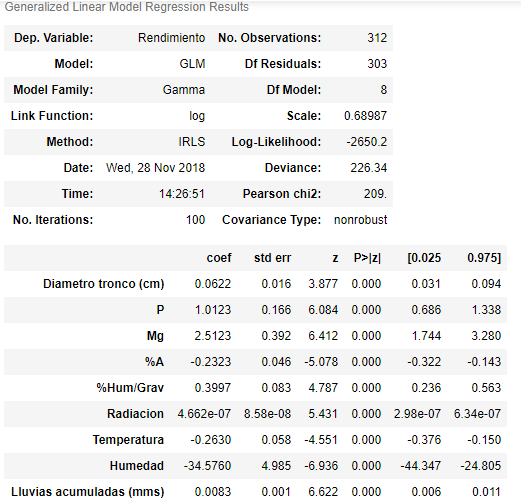 Generalized Linear Model Regression Results
Dep. Variable: Rendimiento No. Observations: 312
Model: GLM Df Residuals: 303
Model Family: Gamma Df Model: 8
Link Function: log Scale: 0.68987
Method: IRLS Log-Likelihood: -2650.2
Date: Wed, 28 Nov 2018 Deviance: 226.34
Time: 14:26:51 Pearson chi2: 209.
No. Iterations: 100 Covariance Type: nonrobust
coef std err z P>|z| [0.025 0.975]
Diametro tronco (cm) 0.0622 0.016 3.877 0.000 0.031 0.094
P 1.0123 0.166 6.084 0.000 0.686 1.338
Mg 2.5123 0.392 6.412 0.000 1.744 3.280
%A -0.2323 0.046 -5.078 0.000 -0.322 -0.143
%Hum/Grav 0.3997 0.083 4.787 0.000 0.236 0.563
Radiacion 4.662e-07 8.58e-08 5.431 0.000 2.98e-07 6.34e-07
Temperatura -0.2630 0.058 -4.551 0.000 -0.376 -0.150
Humedad -34.5760 4.985 -6.936 0.000 -44.347 -24.805
Lluvias acumuladas (mms) 0.0083 0.001 6.622 0.000 0.006 0.011